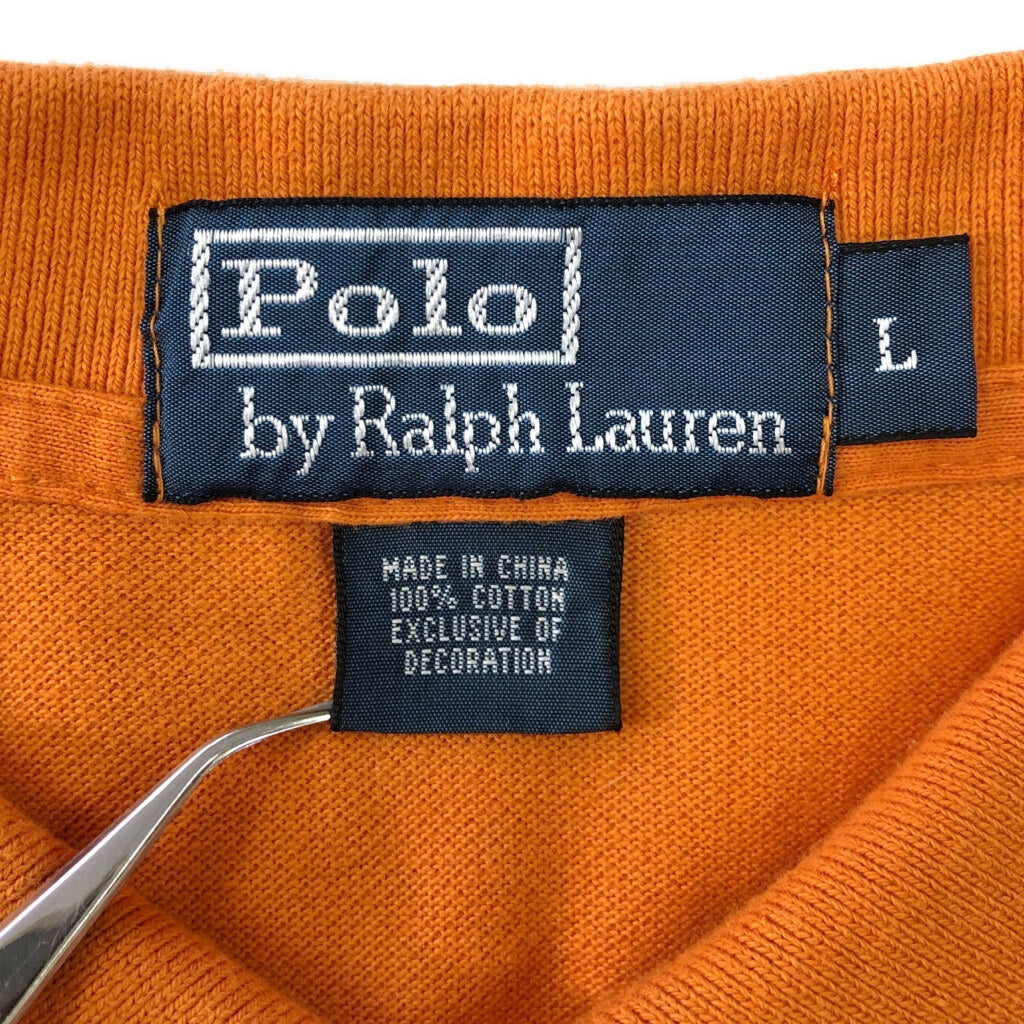 Polo
by Ralph Lauren
L
MADE IN CHINA
100% COTTON
EXCLUSIVE OF
DECORATION